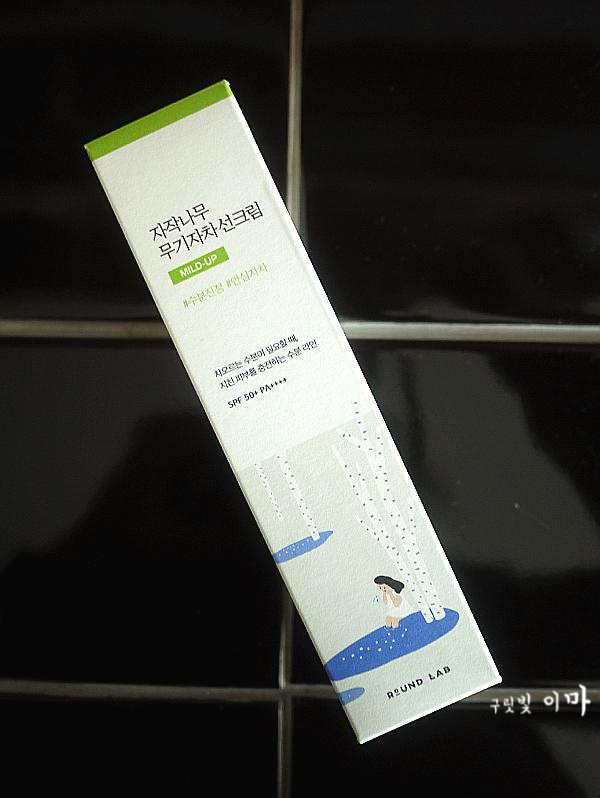 자작나무
무기자차 선크림
MILD-UP
#수분진정 #안심자차
차오르는 수분이 필요할 때,
지친 피부를 충전하는 수분 라인
SPF 50+ PA++++
ROUND LAB
구릿빛 이마